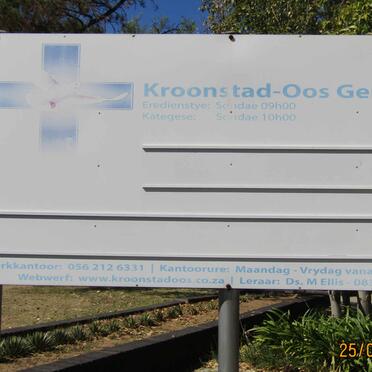 Kroonstad-Oos Ge
Eredienstye: Sondae 09h00
Kategese: Sondae 10h00
rkkantoor: 056 212 6331 | Kantoorure: Maandag - Vrydag vana
Webwerf: www.kroonstadoos.co.za | Leraar: Ds. M Ellis - 083
25/0